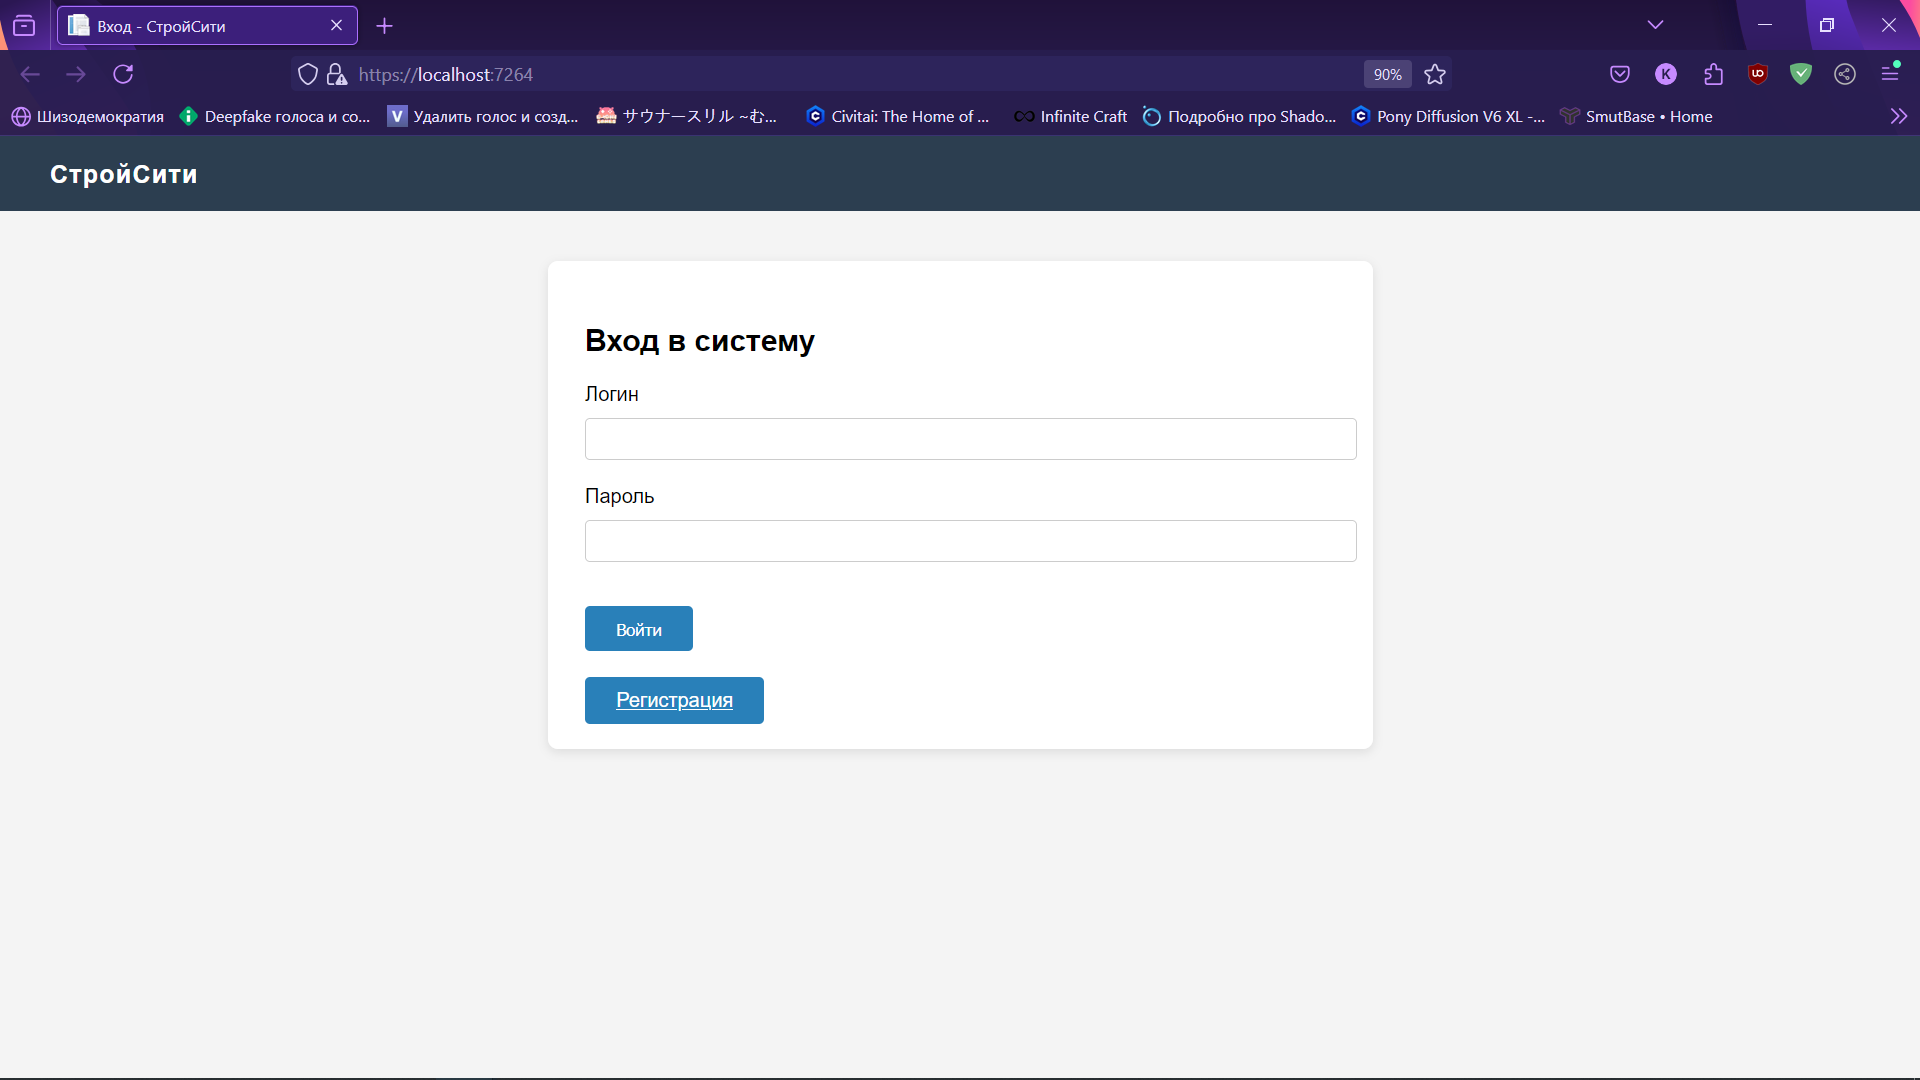 Вход - СтройСити
https://localhost:7264
90%
K
Шизодемократия
Deepfake голоса и со...
V
Удалить голос и созд...
サウナースリル ~む...
Civitai: The Home of ...
Infinite Craft
Подробно про Shado...
Pony Diffusion V6 XL -...
SmutBase • Home
СтройСити
Вход в систему
Логин
Пароль
Войти
Регистрация